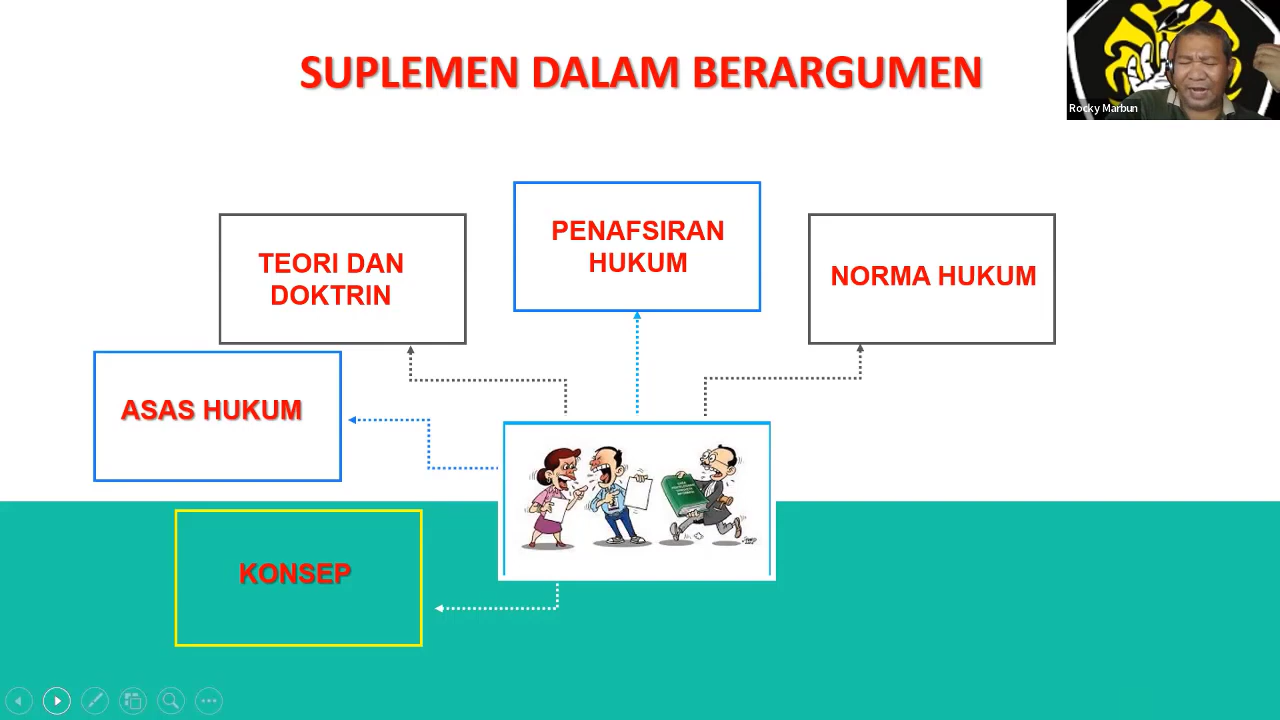 SUPLEMEN DALAM BERARGUMEN
Rocky Marbun
PENAFSIRAN
HUKUM
TEORI DAN
DOKTRIN
NORMA HUKUM
ASAS HUKUM
KONSEP